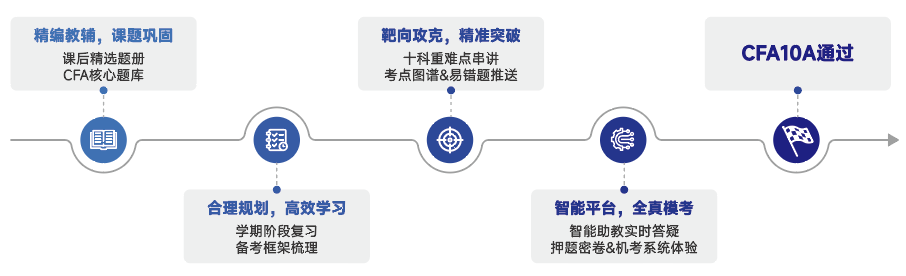 精编教辅，课题巩固
课后精选题册
CFA核心题库
合理规划，高效学习
学期阶段复习
备考框架梳理
靶向攻克，精准突破
十科重难点串讲
考点图谱&易错题推送
智能平台，全真模考
智能助教实时答疑
押题密卷&机考系统体验
CFA10A通过